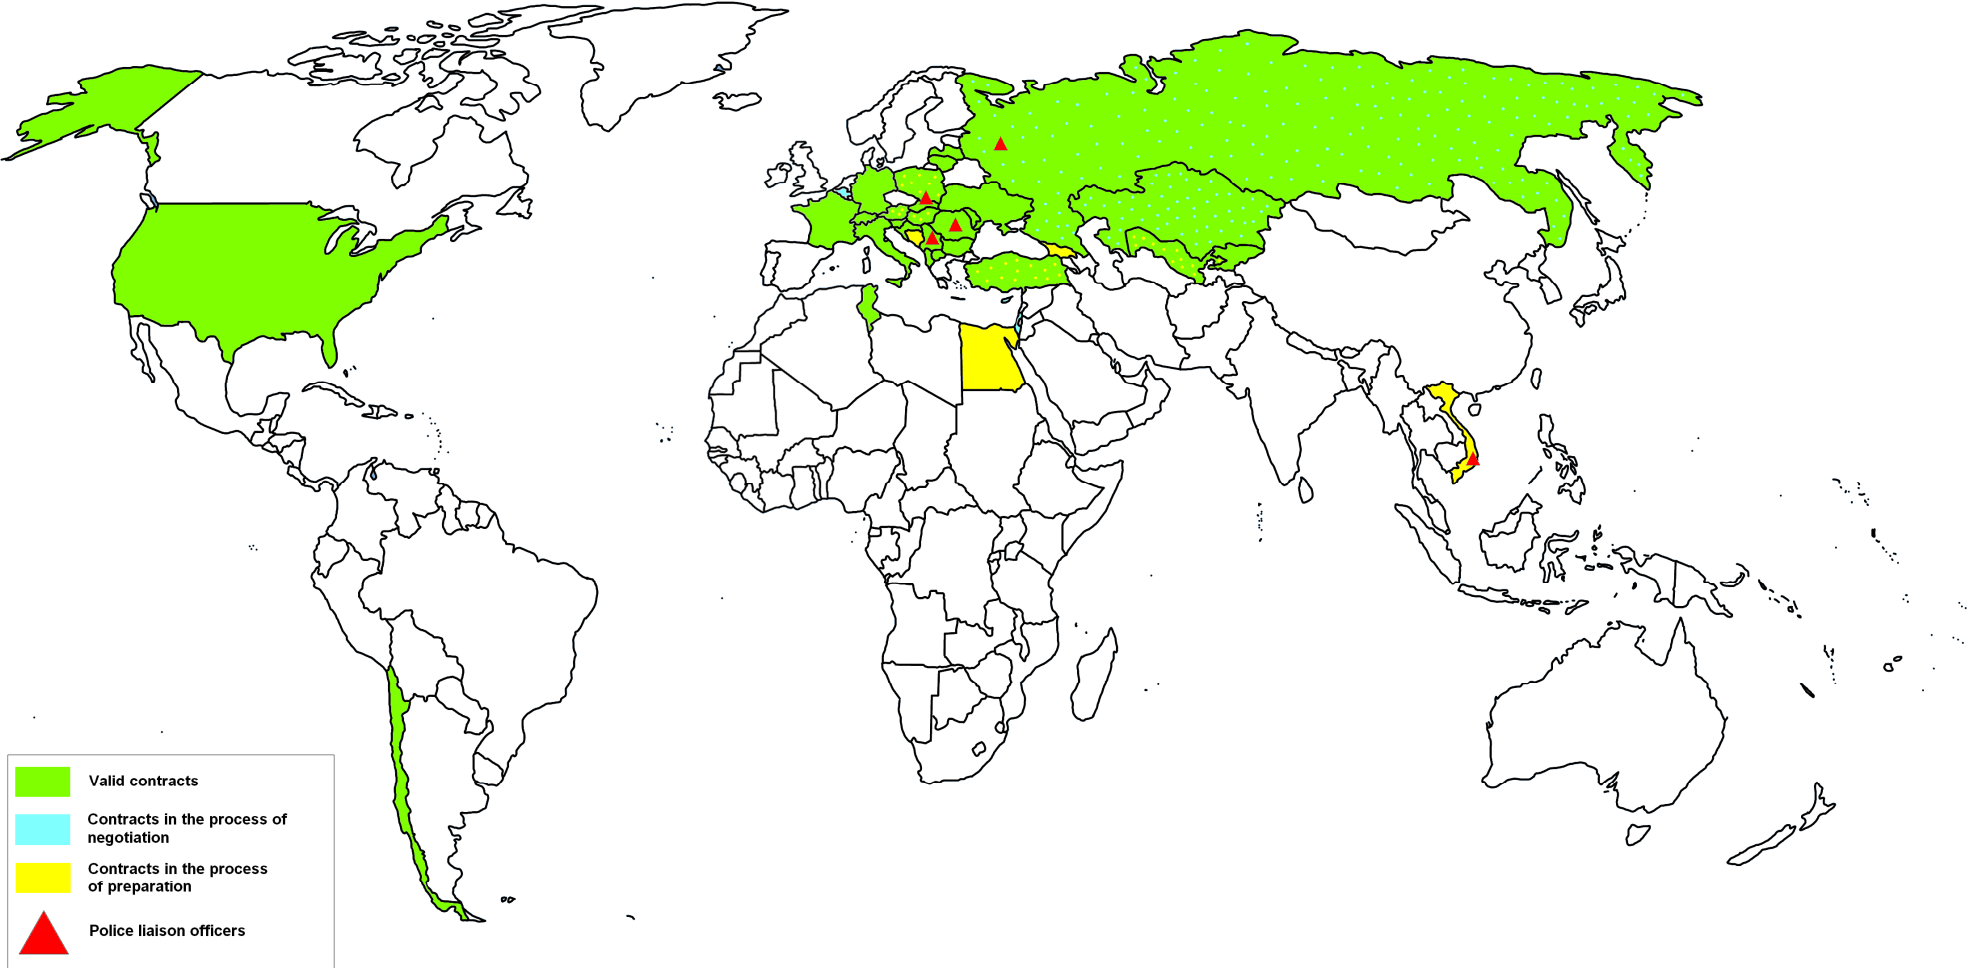 Valid contracts
Contracts in the process of
negotiation
Contracts in the process
of preparation
Police liaison officers